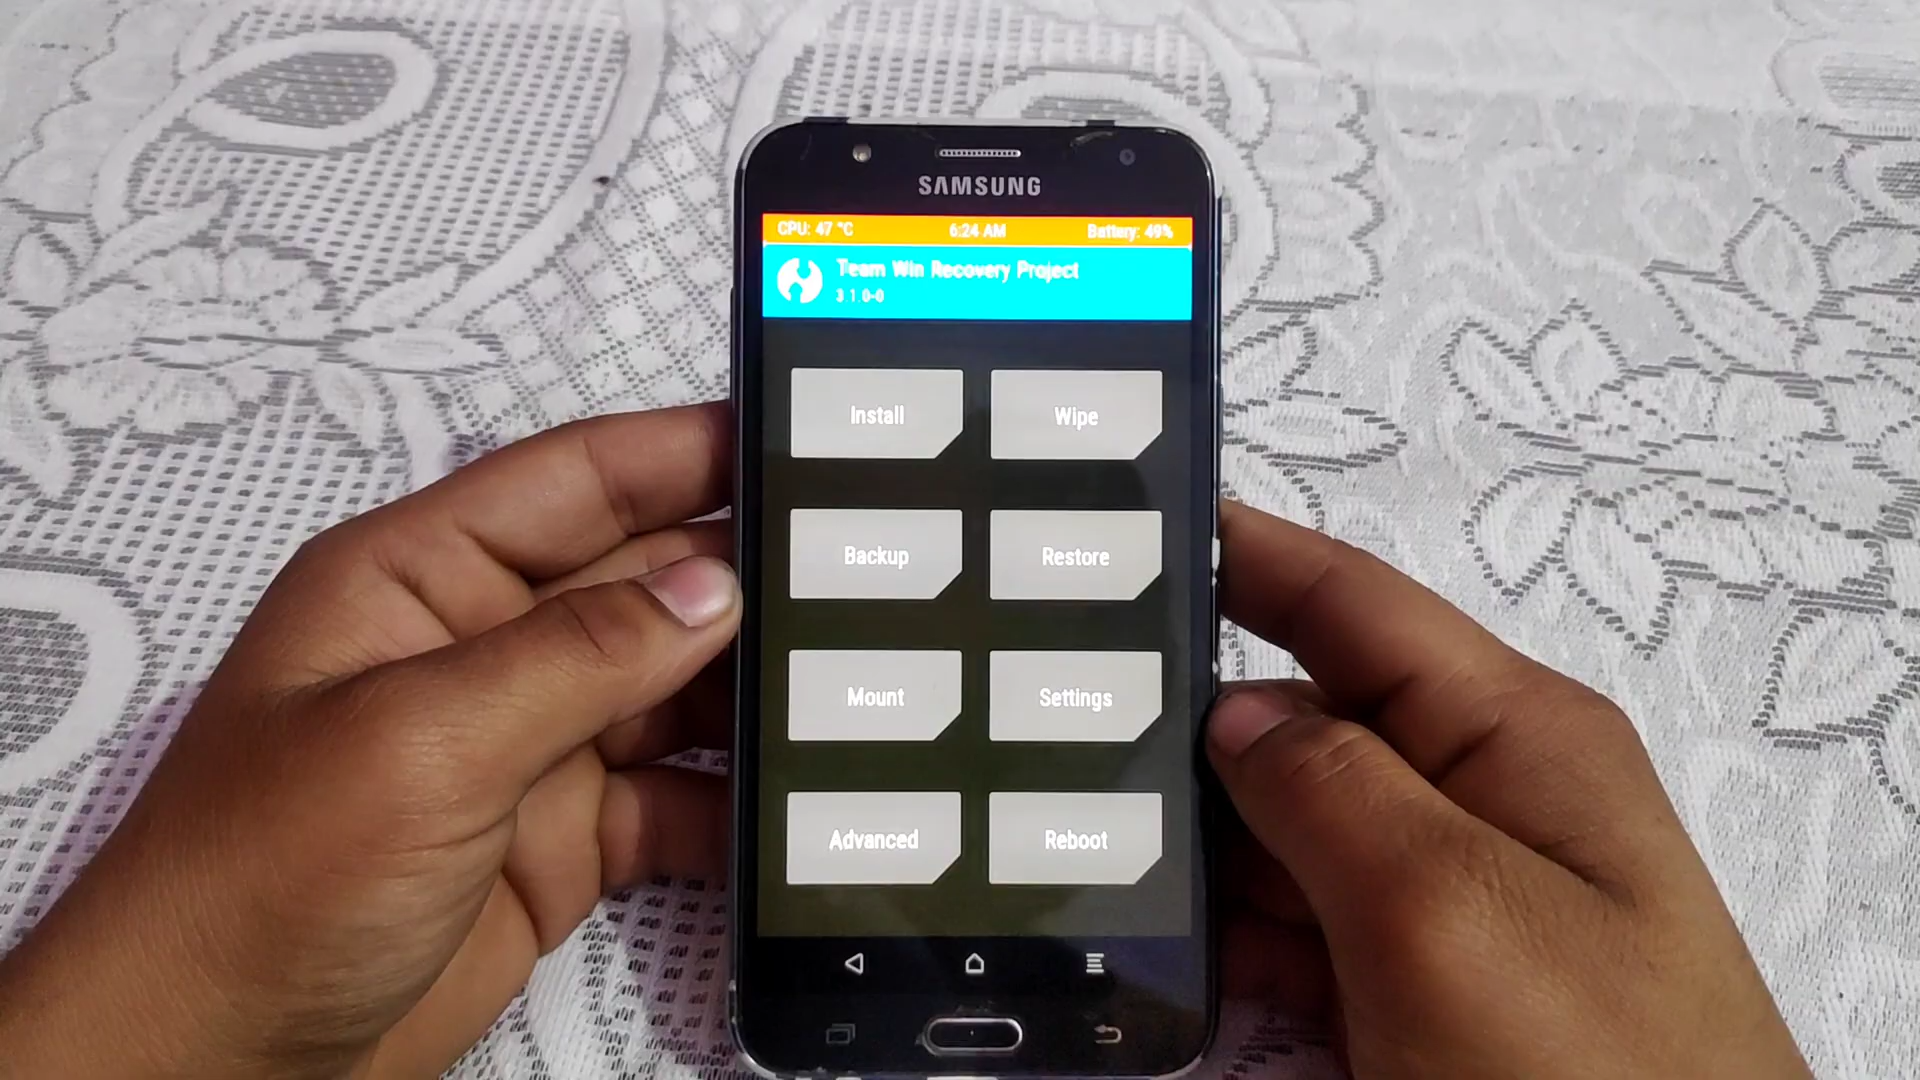 SAMSUNG
CPU: 47 °C 6:24 AM Battery: 49%
Team Win Recovery Project
3.1.0-0
Install Wipe
Backup Restore
Mount Settings
Advanced Reboot